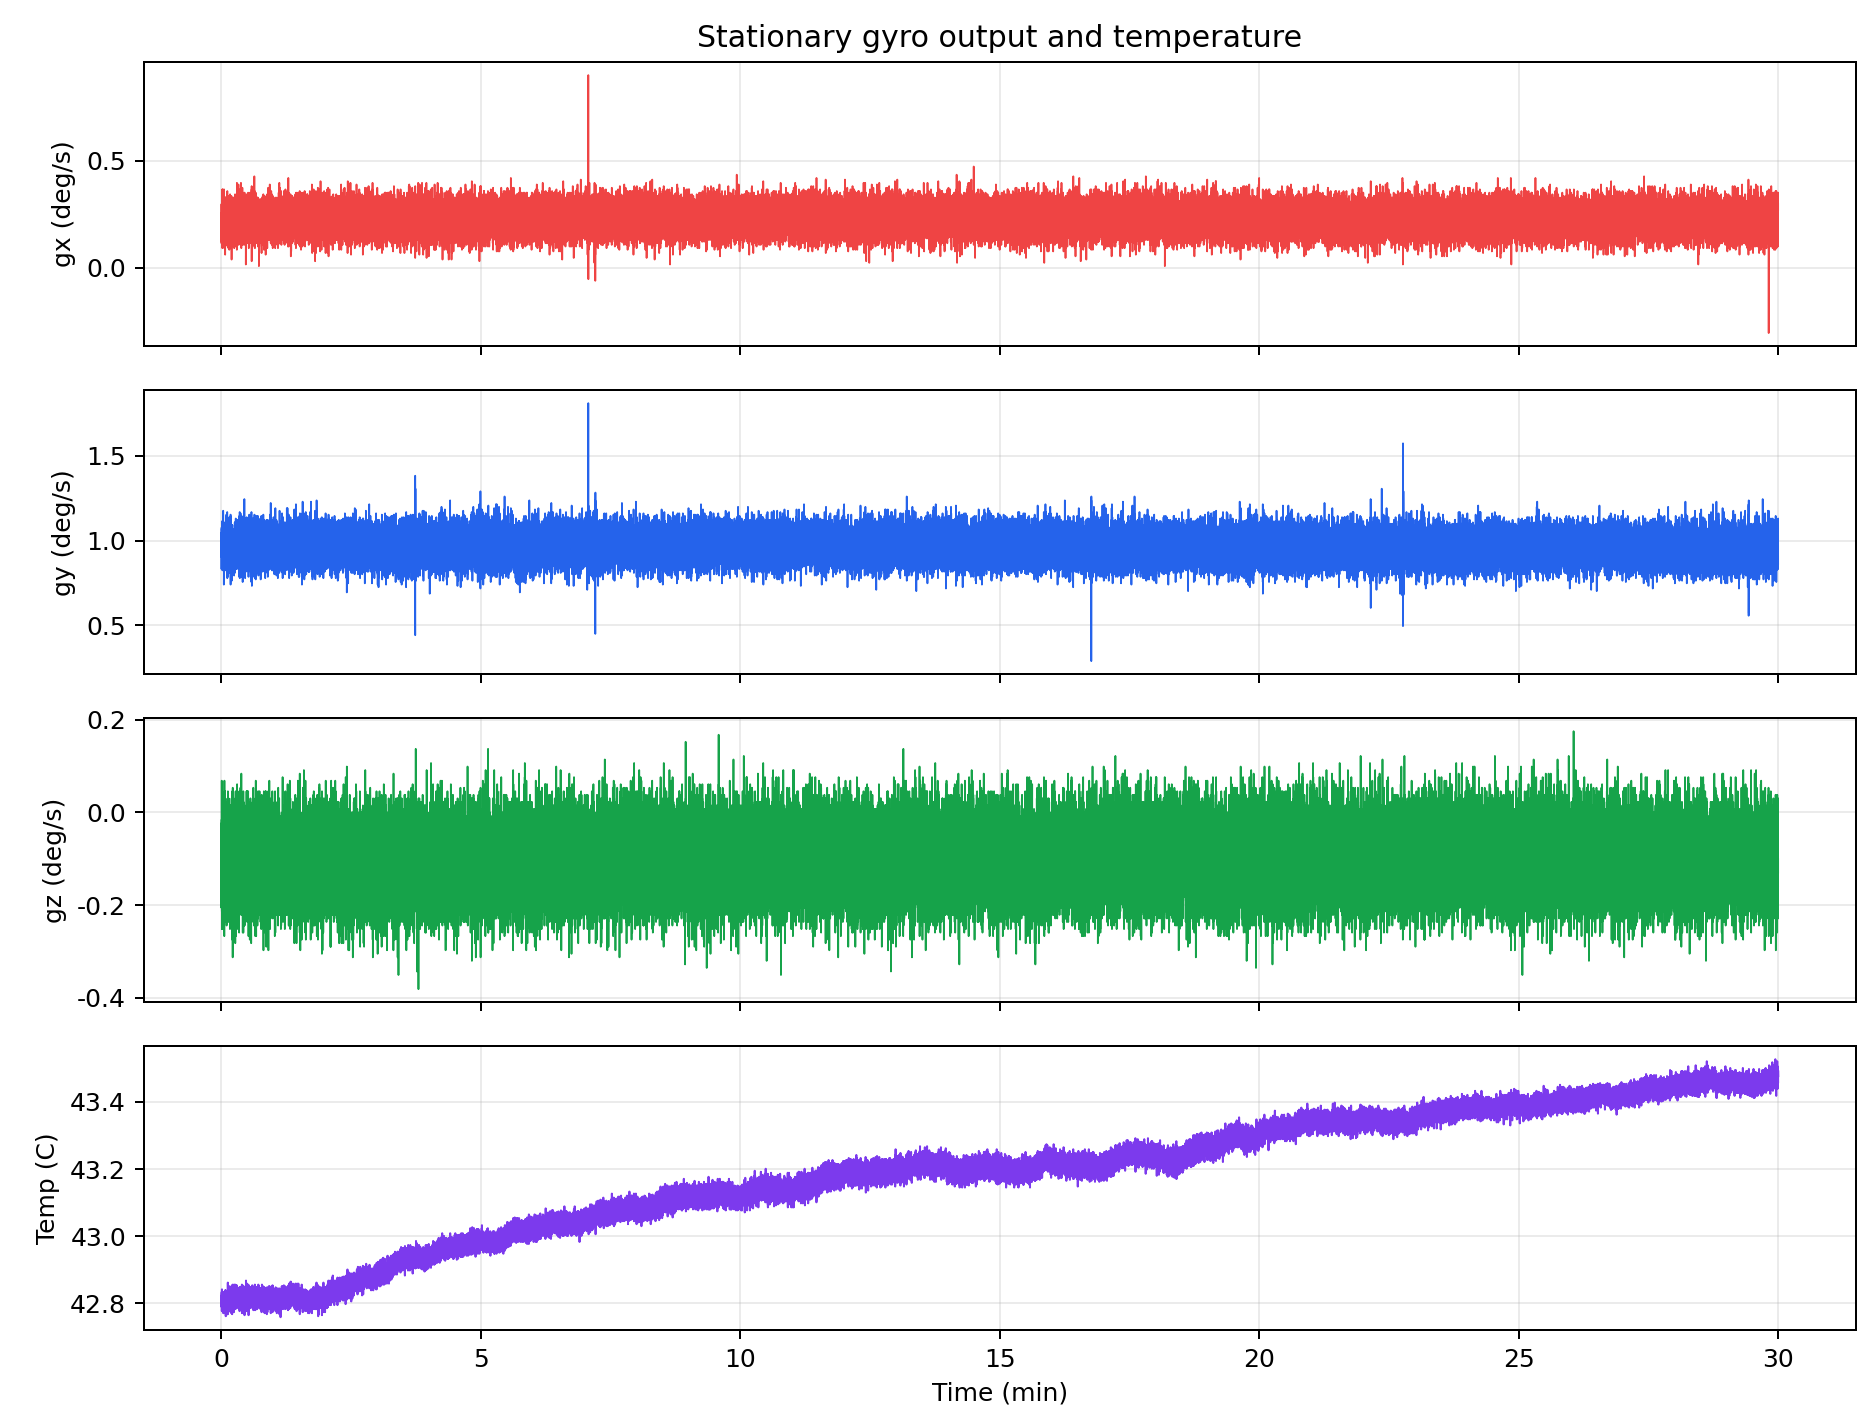 Stationary gyro output and temperature
gx (deg/s)
0.5
0.0
gy (deg/s)
1.5
1.0
0.5
gz (deg/s)
0.2
0.0
-0.2
-0.4
Temp (C)
43.4
43.2
43.0
42.8
0 5 10 15 20 25 30
Time (min)